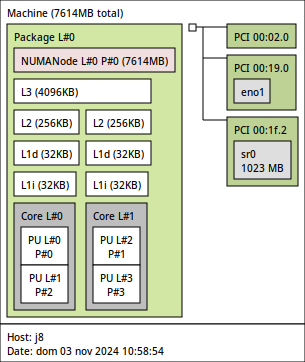 Machine (7614MB total)
Package L#0
NUMANode L#0 P#0 (7614MB)
L3 (4096KB)
L2 (256KB) L2 (256KB)
L1d (32KB) L1d (32KB)
L1i (32KB) L1i (32KB)
Core L#0 Core L#1
PU L#0 PU L#2
P#0 P#1
PU L#1 PU L#3
P#2 P#3
PCI 00:02.0
PCI 00:19.0
eno1
PCI 00:1f.2
sr0
1023 MB
Host: j8
Date: dom 03 nov 2024 10:58:54